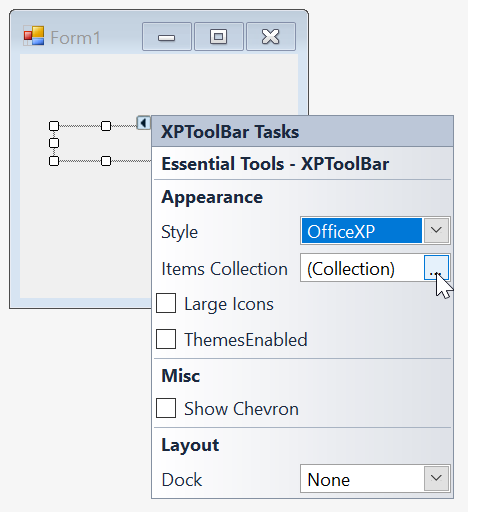 Form1
XPToolBar Tasks
Essential Tools - XPToolBar
Appearance
Style OfficeXP
Items Collection (Collection) ...
Large Icons
ThemesEnabled
Misc
Show Chevron
Layout
Dock None